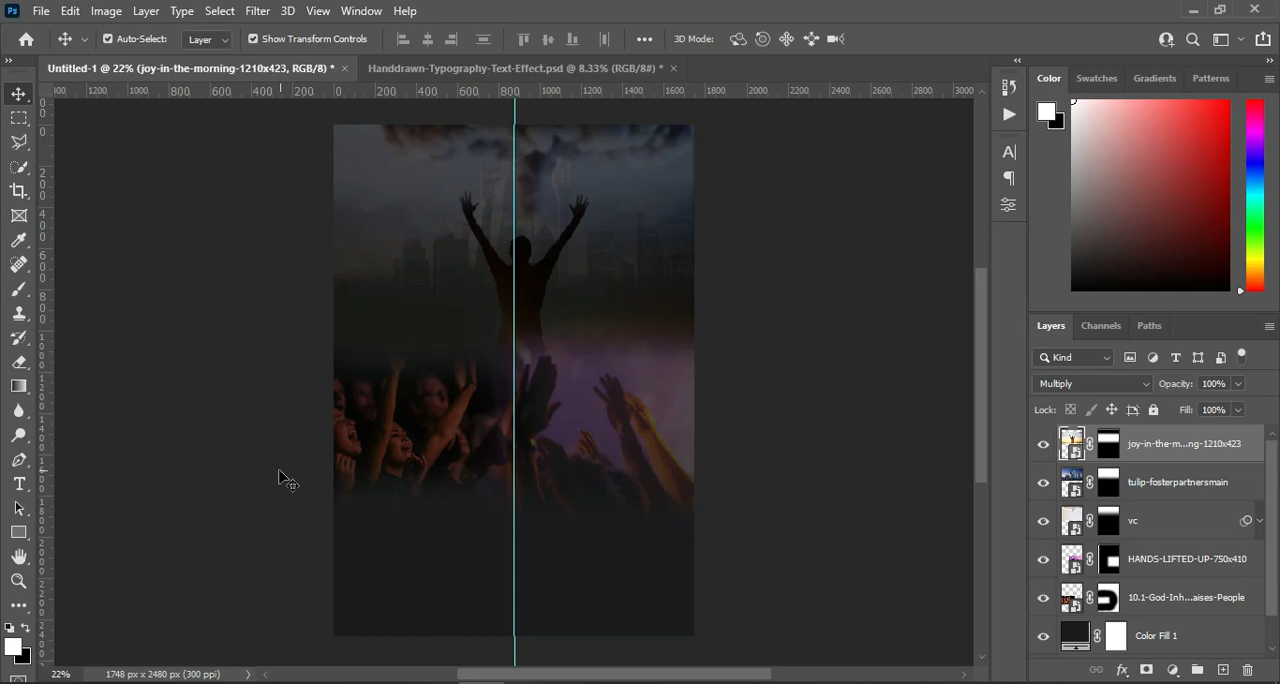 Ps File Edit Image Layer Type Select Filter 3D View Window Help
Auto-Select: Layer Show Transform Controls ••• 3D Mode:
Untitled-1 @ 22% (joy-in-the-morning-1210x423, RGB/8) * × Handdrawn-Typography-Text-Effect.psd @ 8.33% (RGB/8#) * ×
1200 1000 800 600 400 200 0 200 400 600 800 1000 1200 1400 1600 1800 2000 2200 2400 2600 2800 3000
Color Swatches Gradients Patterns
Layers Channels Paths
Kind
Multiply Opacity: 100%
Lock: Fill: 100%
joy-in-the-m...ng-1210x423
tulip-fosterpartnersmain
vc
HANDS-LIFTED-UP-750x410
10.1-God-Inh...aises-People
Color Fill 1
22% 1748 px x 2480 px (300 ppi)